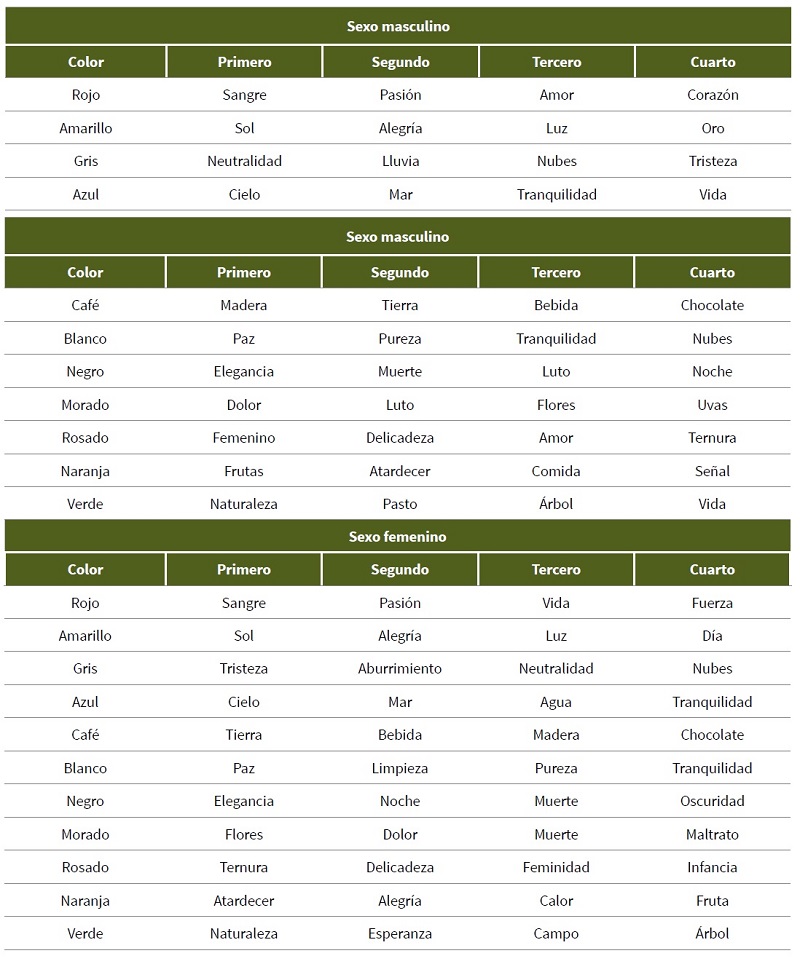 Sexo masculino
Color Primero Segundo Tercero Cuarto
Rojo Sangre Pasión Amor Corazón
Amarillo Sol Alegría Luz Oro
Gris Neutralidad Lluvia Nubes Tristeza
Azul Cielo Mar Tranquilidad Vida
Sexo masculino
Color Primero Segundo Tercero Cuarto
Café Madera Tierra Bebida Chocolate
Blanco Paz Pureza Tranquilidad Nubes
Negro Elegancia Muerte Luto Noche
Morado Dolor Luto Flores Uvas
Rosado Femenino Delicadeza Amor Ternura
Naranja Frutas Atardecer Comida Señal
Verde Naturaleza Pasto Árbol Vida
Sexo femenino
Color Primero Segundo Tercero Cuarto
Rojo Sangre Pasión Vida Fuerza
Amarillo Sol Alegría Luz Día
Gris Tristeza Aburrimiento Neutralidad Nubes
Azul Cielo Mar Agua Tranquilidad
Café Tierra Bebida Madera Chocolate
Blanco Paz Limpieza Pureza Tranquilidad
Negro Elegancia Noche Muerte Oscuridad
Morado Flores Dolor Muerte Maltrato
Rosado Ternura Delicadeza Feminidad Infancia
Naranja Atardecer Alegría Calor Fruta
Verde Naturaleza Esperanza Campo Árbol